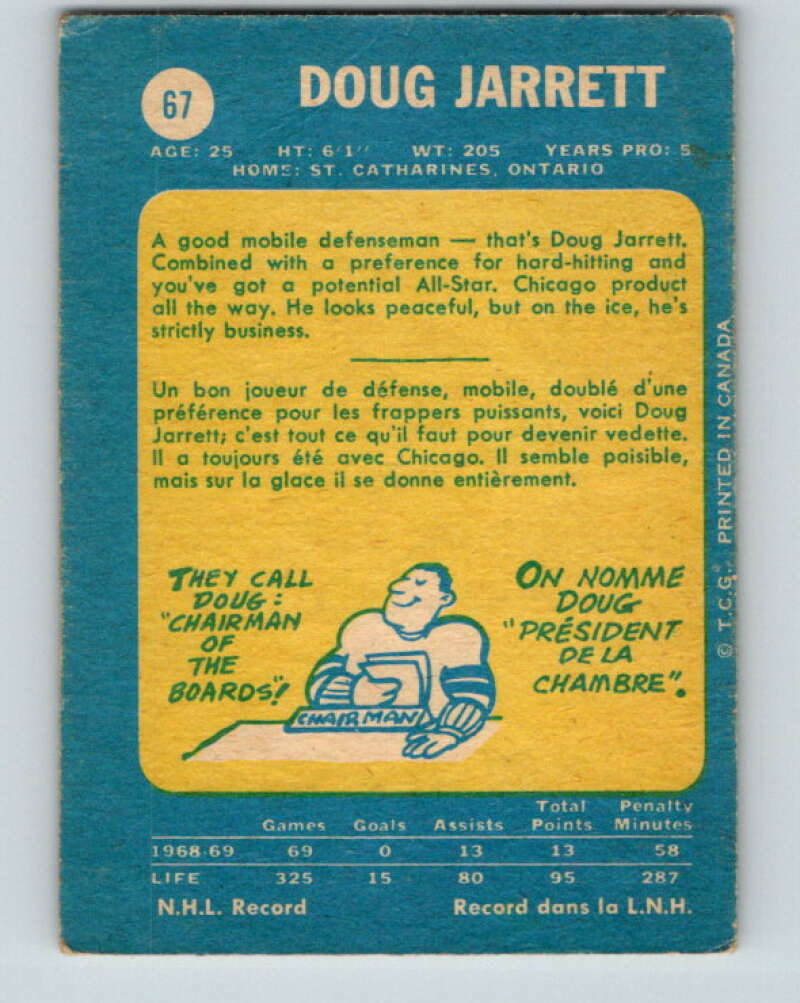 67
DOUG JARRETT
AGE: 25 HT: 6'1" WT: 205 YEARS PRO: 5
HOME: ST. CATHARINES, ONTARIO
A good mobile defenseman — that's Doug Jarrett.
Combined with a preference for hard-hitting and
you've got a potential All-Star. Chicago product
all the way. He looks peaceful, but on the ice, he's
strictly business.
Un bon joueur de défense, mobile, doublé d'une
préférence pour les frappers puissants, voici Doug
Jarrett; c'est tout ce qu'il faut pour devenir vedette.
Il a toujours été avec Chicago. Il semble paisible,
mais sur la glace il se donne entièrement.
THEY CALL
DOUG:
"CHAIRMAN
OF
THE
BOARDS"!
CHAIRMAN
ON NOMME
DOUG
"PRÉSIDENT
DE LA
CHAMBRE".
© T.C.G. PRINTED IN CANADA
Games Goals Assists Total Points Penalty Minutes
1968-69 69 0 13 13 58
LIFE 325 15 80 95 287
N.H.L. Record Record dans la L.N.H.